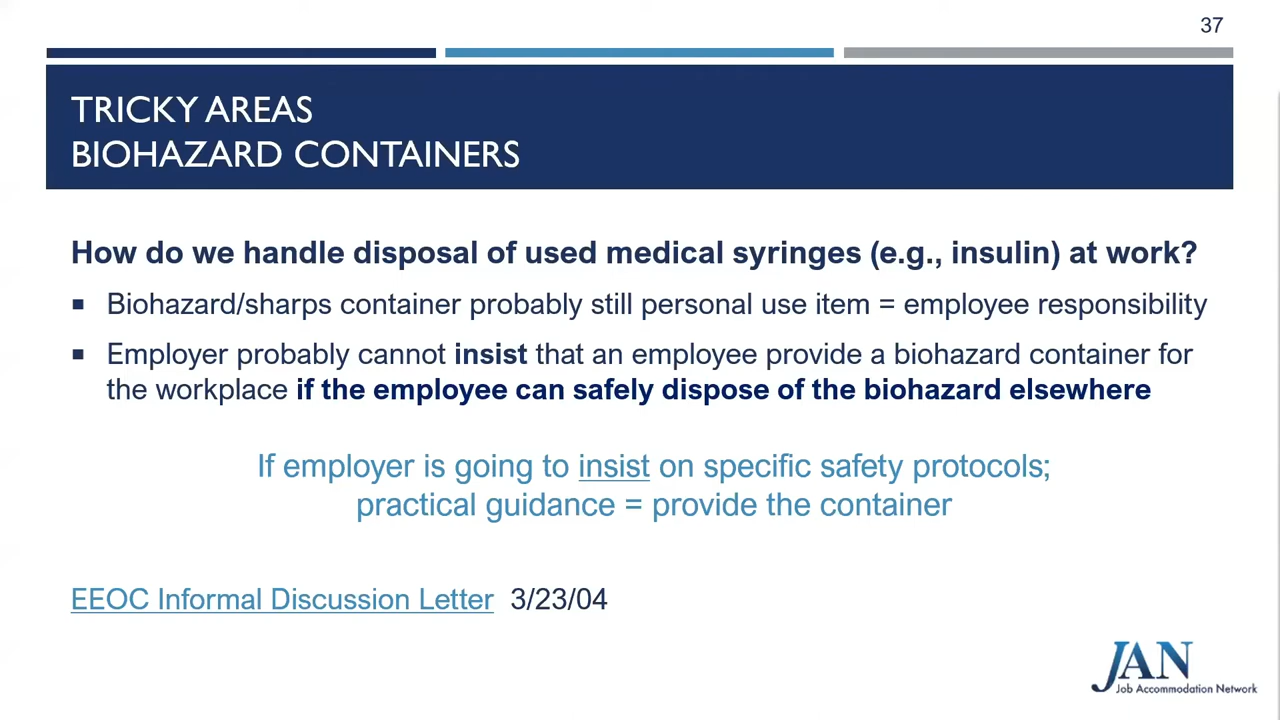 37
TRICKY AREAS
BIOHAZARD CONTAINERS
How do we handle disposal of used medical syringes (e.g., insulin) at work?
▪ Biohazard/sharps container probably still personal use item = employee responsibility
▪ Employer probably cannot insist that an employee provide a biohazard container for
the workplace if the employee can safely dispose of the biohazard elsewhere
If employer is going to insist on specific safety protocols;
practical guidance = provide the container
EEOC Informal Discussion Letter 3/23/04
JAN
Job Accommodation Network